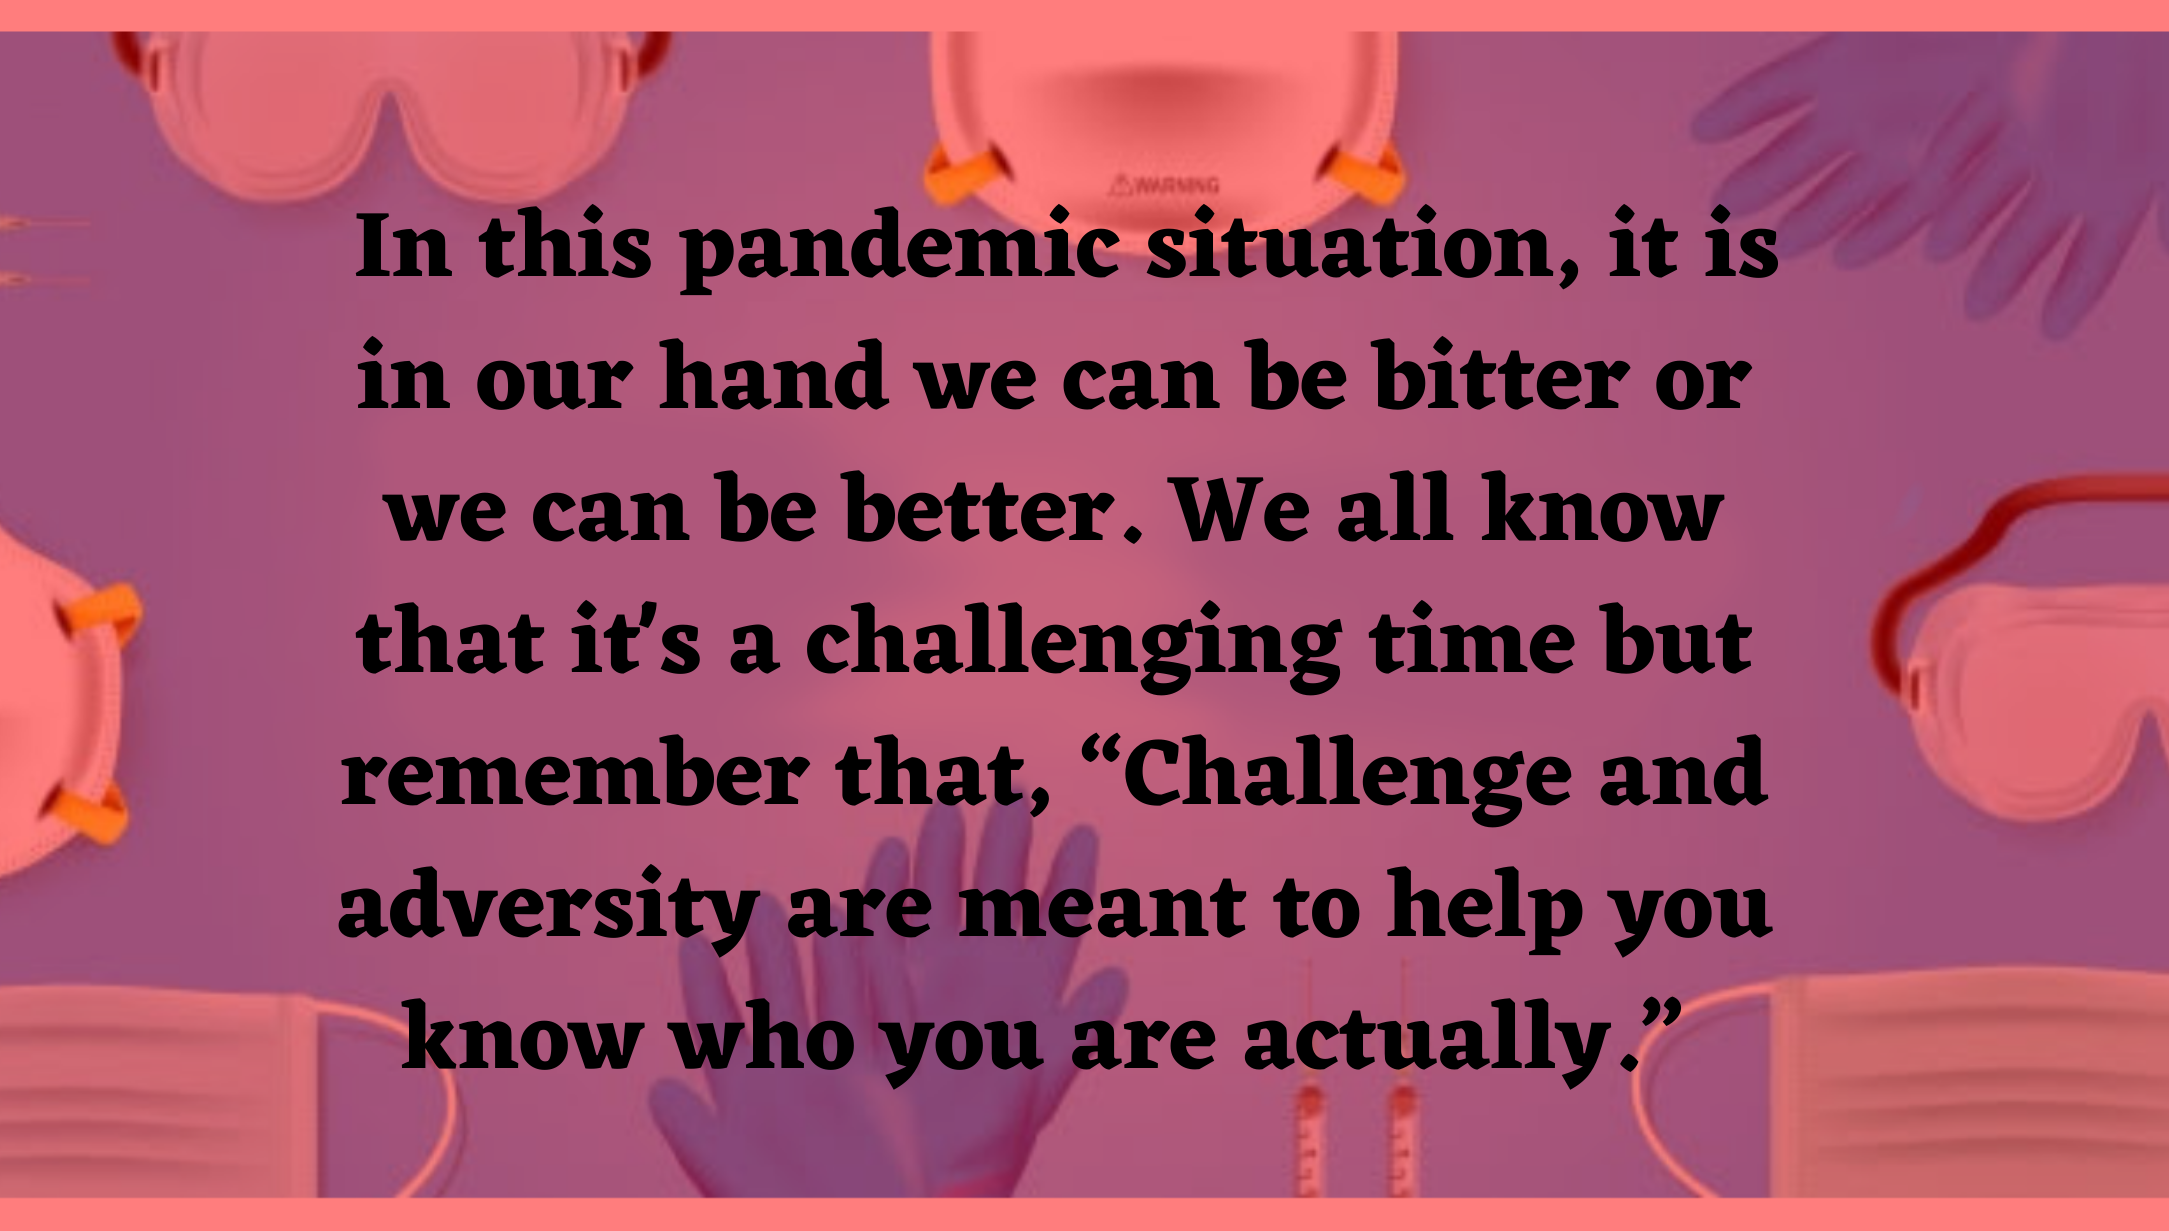 ⚠WARNING
In this pandemic situation, it is
in our hand we can be bitter or
we can be better. We all know
that it's a challenging time but
remember that, “Challenge and
adversity are meant to help you
know who you are actually.”